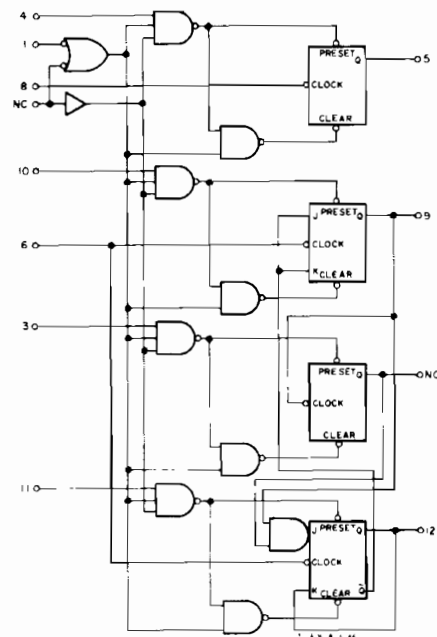 4
1
PRESET Q
5
8
CLOCK
NC
CLEAR
10
J PRESET Q
9
6
CLOCK
K CLEAR
3
PRESET Q
NC
CLOCK
CLEAR
11
J PRESET Q
12
CLOCK
K Q̅
CLEAR